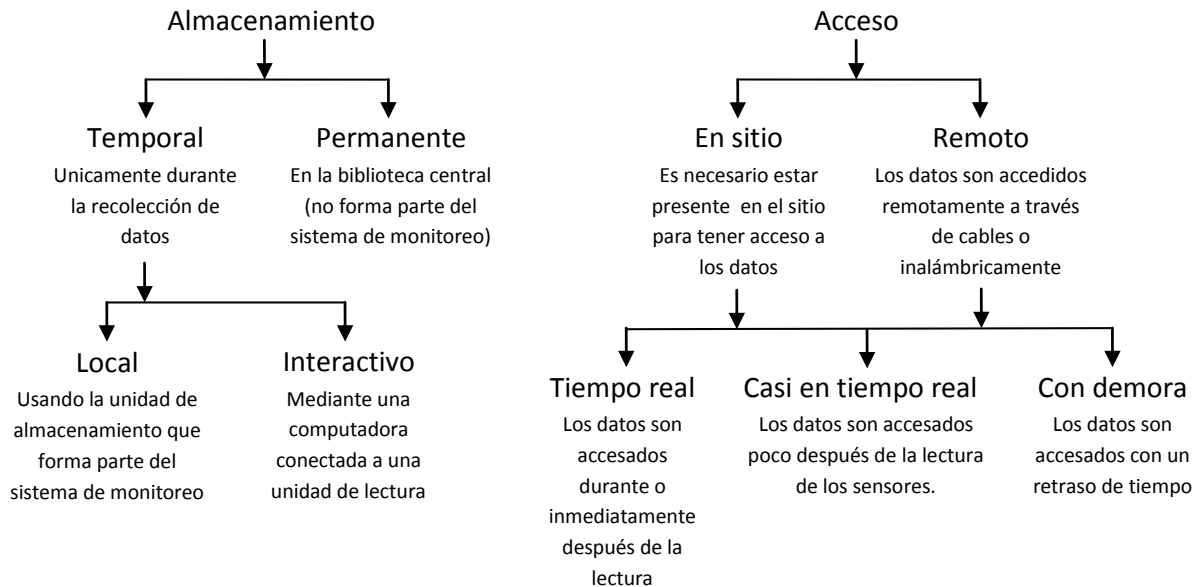 Almacenamiento
Temporal
Unicamente durante
la recolección de
datos
Permanente
En la biblioteca central
(no forma parte del
sistema de monitoreo)
Local
Usando la unidad de
almacenamiento que
forma parte del
sistema de monitoreo
Interactivo
Mediante una
computadora
conectada a una
unidad de lectura
Acceso
En sitio
Es necesario estar
presente en el sitio
para tener acceso a
los datos
Remoto
Los datos son accedidos
remotamente a través
de cables o
inalámbricamente
Tiempo real
Los datos son
accesados
durante o
inmediatamente
después de la
lectura
Casi en tiempo real
Los datos son accesados
poco después de la lectura
de los sensores.
Con demora
Los datos son
accesados con un
retraso de tiempo